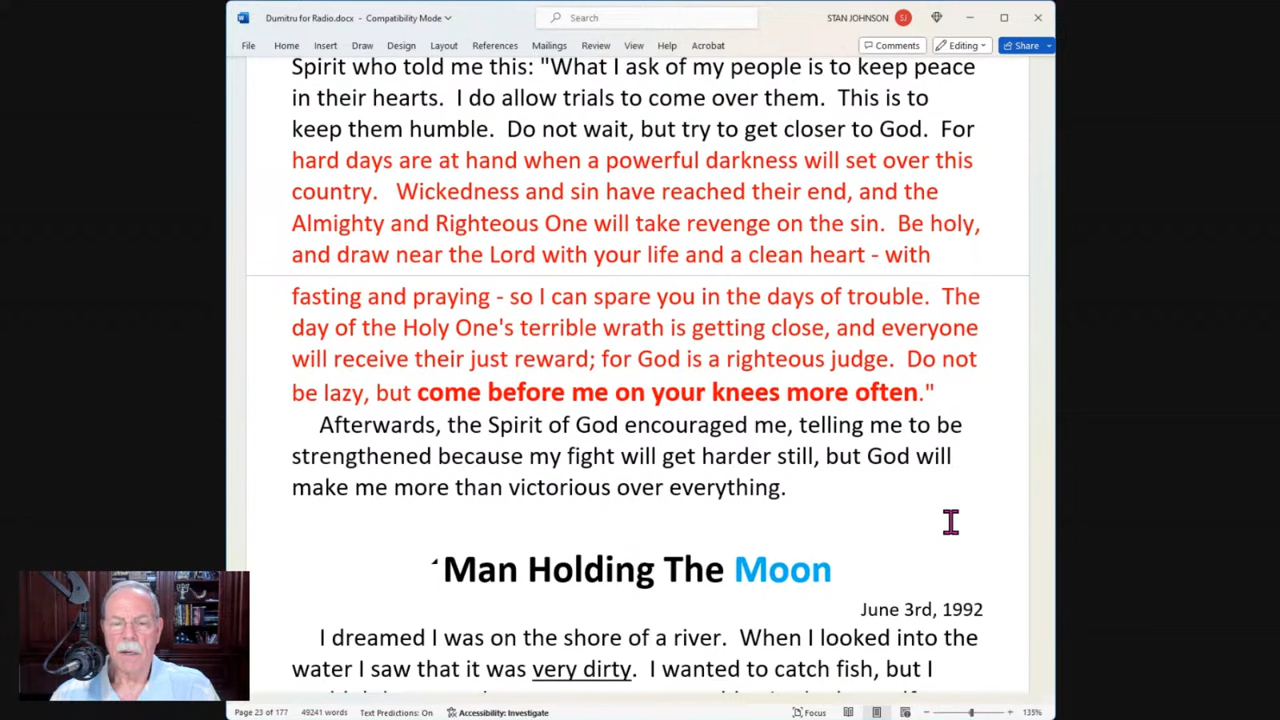 Dumitru for Radio.docx - Compatibility Mode
Search
STAN JOHNSON
SJ
File Home Insert Draw Design Layout References Mailings Review View Help Acrobat
Comments Editing Share
Spirit who told me this: "What I ask of my people is to keep peace
in their hearts. I do allow trials to come over them. This is to
keep them humble. Do not wait, but try to get closer to God. For
hard days are at hand when a powerful darkness will set over this
country. Wickedness and sin have reached their end, and the
Almighty and Righteous One will take revenge on the sin. Be holy,
and draw near the Lord with your life and a clean heart - with
fasting and praying - so I can spare you in the days of trouble. The
day of the Holy One's terrible wrath is getting close, and everyone
will receive their just reward; for God is a righteous judge. Do not
be lazy, but come before me on your knees more often."
Afterwards, the Spirit of God encouraged me, telling me to be
strengthened because my fight will get harder still, but God will
make me more than victorious over everything.
Man Holding The Moon
June 3rd, 1992
I dreamed I was on the shore of a river. When I looked into the
water I saw that it was very dirty. I wanted to catch fish, but I
Page 23 of 177 49241 words Text Predictions: On Accessibility: Investigate Focus 135%